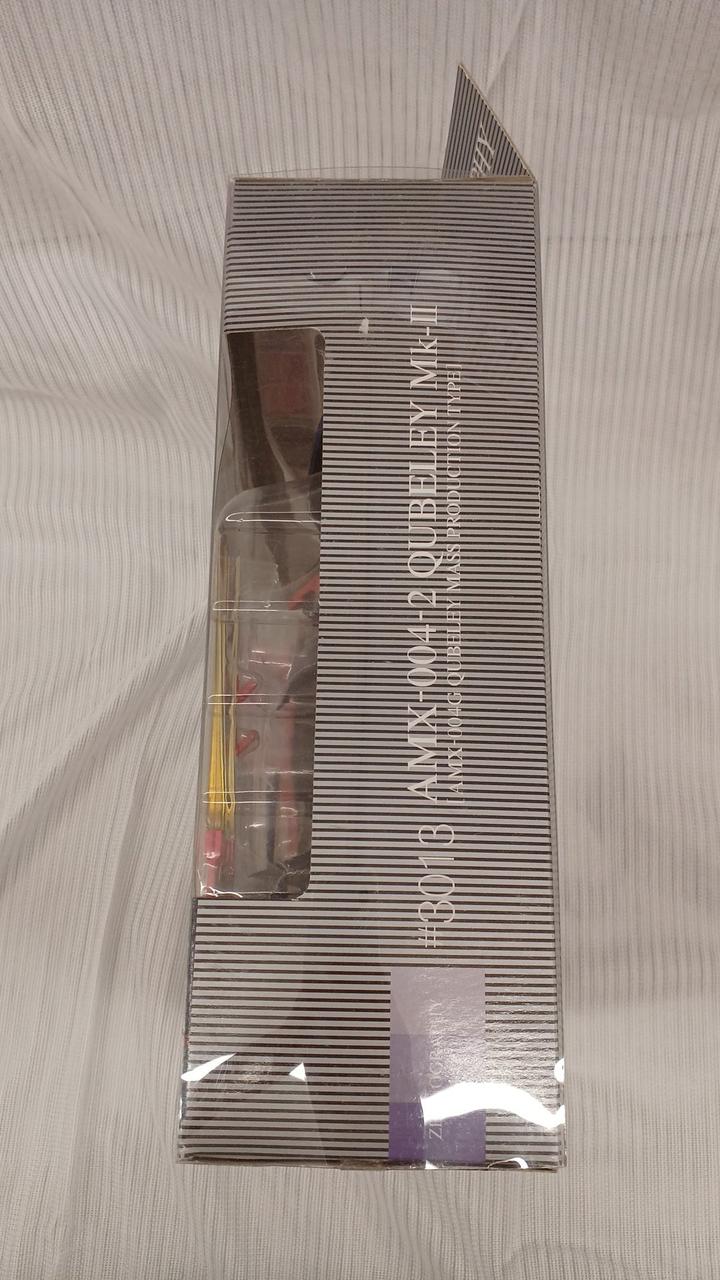 #3013 AMX-004-2 QUBELEY Mk-II
[AMX-004G QUBELEY MASS PRODUCTION TYPE]